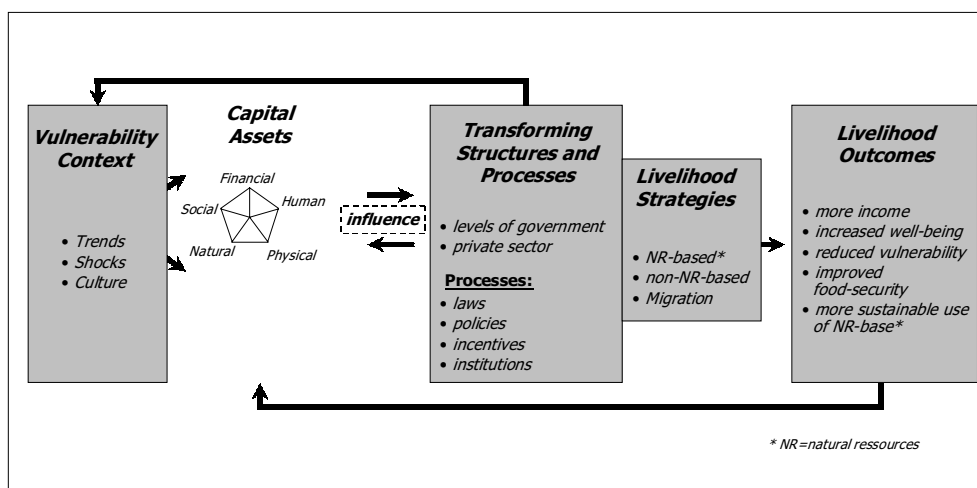 Vulnerability
Context
• Trends
• Shocks
• Culture
Capital
Assets
Financial
Social
Human
Natural
Physical
influence
Transforming
Structures and
Processes
• levels of government
• private sector
Processes:
• laws
• policies
• incentives
• institutions
Livelihood
Strategies
• NR-based*
• non-NR-based
• Migration
Livelihood
Outcomes
• more income
• increased well-being
• reduced vulnerability
• improved
food-security
• more sustainable use
of NR-base*
* NR=natural ressources